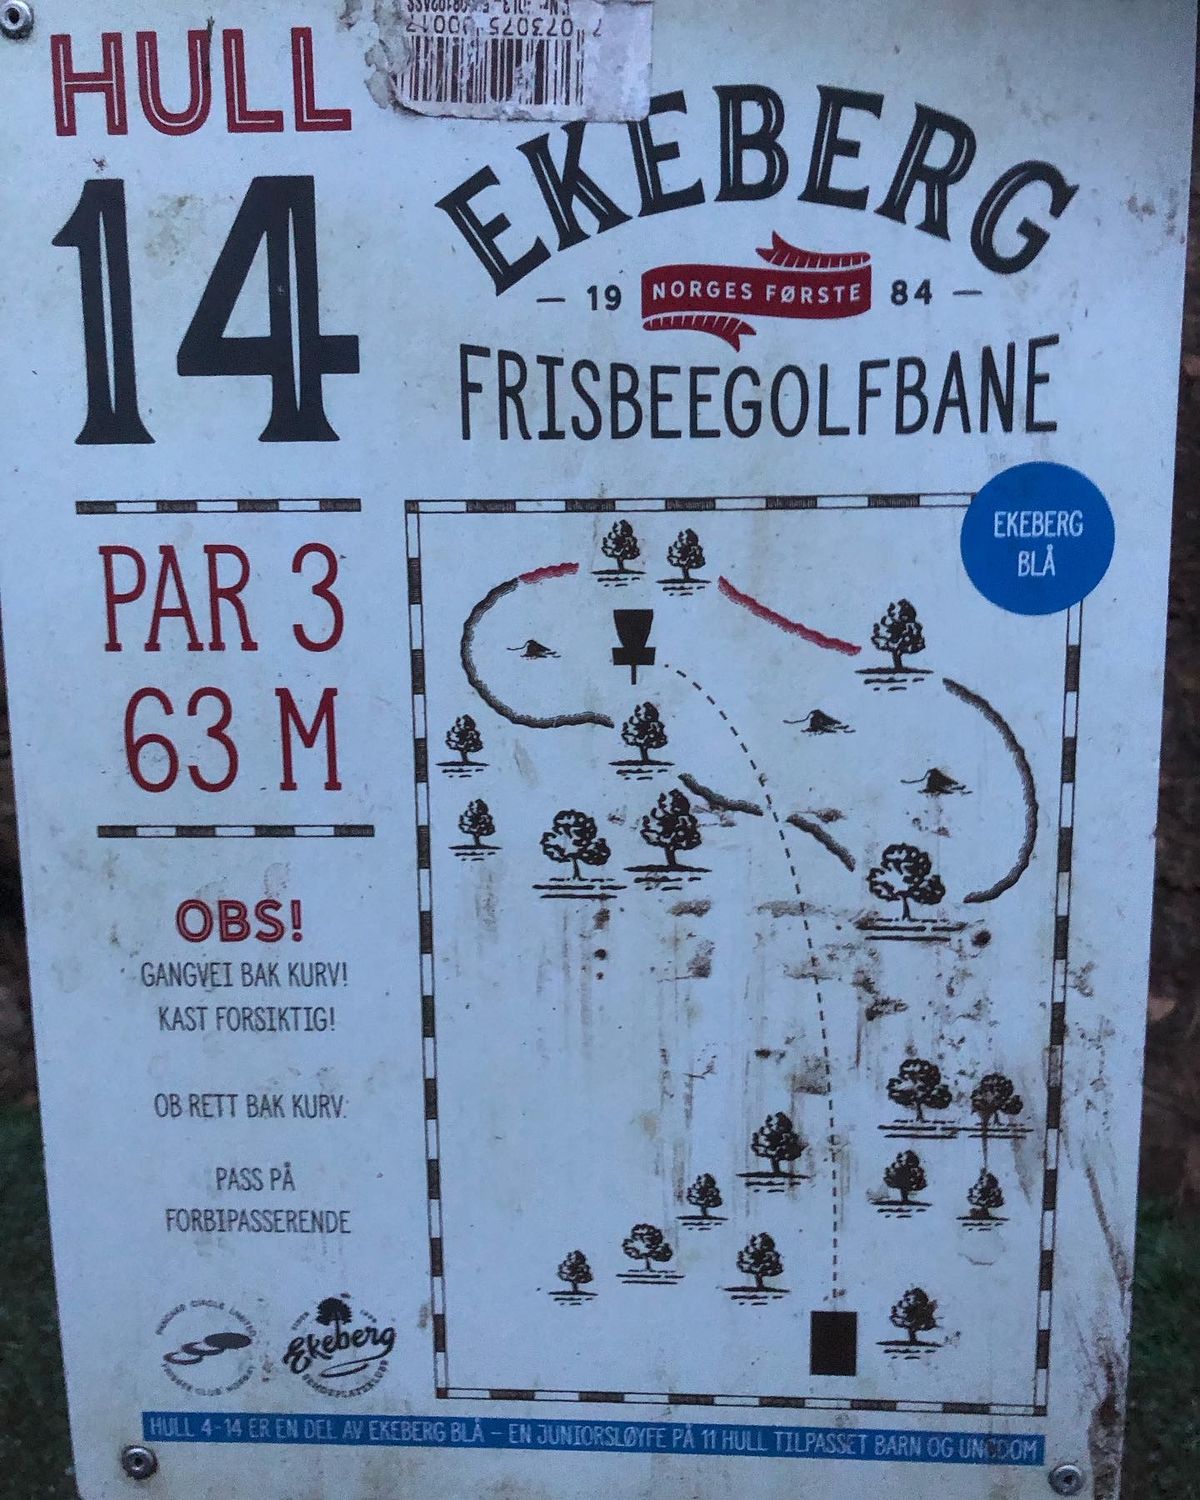 HULL
14
EKEBERG
19 NORGES FØRSTE 84
FRISBEEGOLFBANE
EKEBERG
BLÅ
PAR 3
63 M
OBS!
GANGVEI BAK KURV!
KAST FORSIKTIG!
OB RETT BAK KURV.
PASS PÅ
FORBIPASSERENDE
Ekeberg
HULL 4-14 ER EN DEL AV EKEBERG BLÅ – EN JUNIORSLØYFE PÅ 11 HULL TILPASSET BARN OG UNGDOM